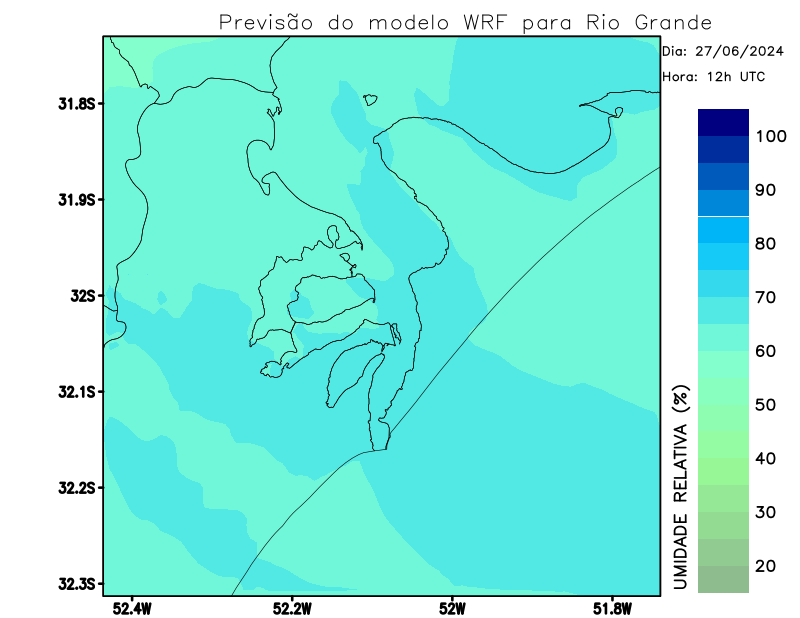 Previsão do modelo WRF para Rio Grande
Dia: 27/06/2024
Hora: 12h UTC
31.8S
31.9S
32S
32.1S
32.2S
32.3S
52.4W
52.2W
52W
51.8W
100
90
80
70
60
50
40
30
20
UMIDADE RELATIVA (%)